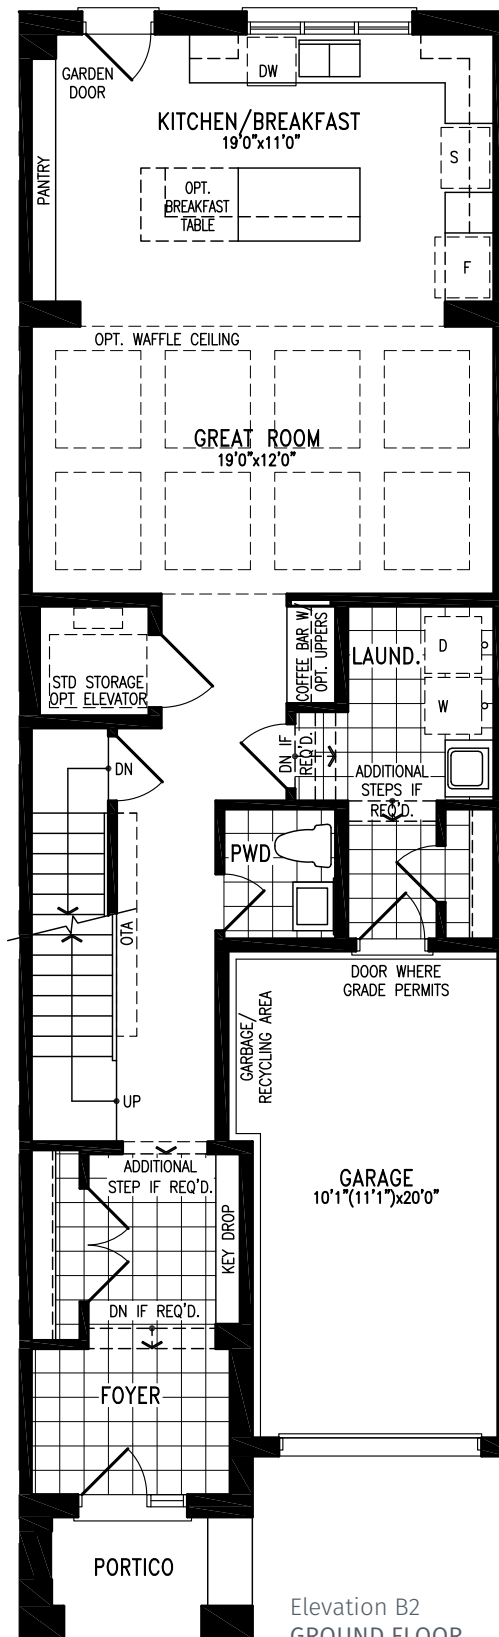 GARDEN
DOOR
DW
KITCHEN/BREAKFAST
19'0"x11'0"
PANTRY
S
OPT.
BREAKFAST
TABLE
F
OPT. WAFFLE CEILING
GREAT ROOM
19'0"x12'0"
COFFEE BAR W/
OPT. UPPERS
LAUND.
D
W
STD STORAGE
OPT ELEVATOR
DN
DN IF
REQ'D.
ADDITIONAL
STEPS IF
REQ'D.
PWD
OTA
DOOR WHERE
GRADE PERMITS
GARBAGE/
RECYCLING AREA
UP
ADDITIONAL
STEP IF REQ'D.
GARAGE
10'1"(11'1")x20'0"
KEY DROP
DN IF REQ'D.
FOYER
PORTICO
Elevation B2
GROUND FLOOR